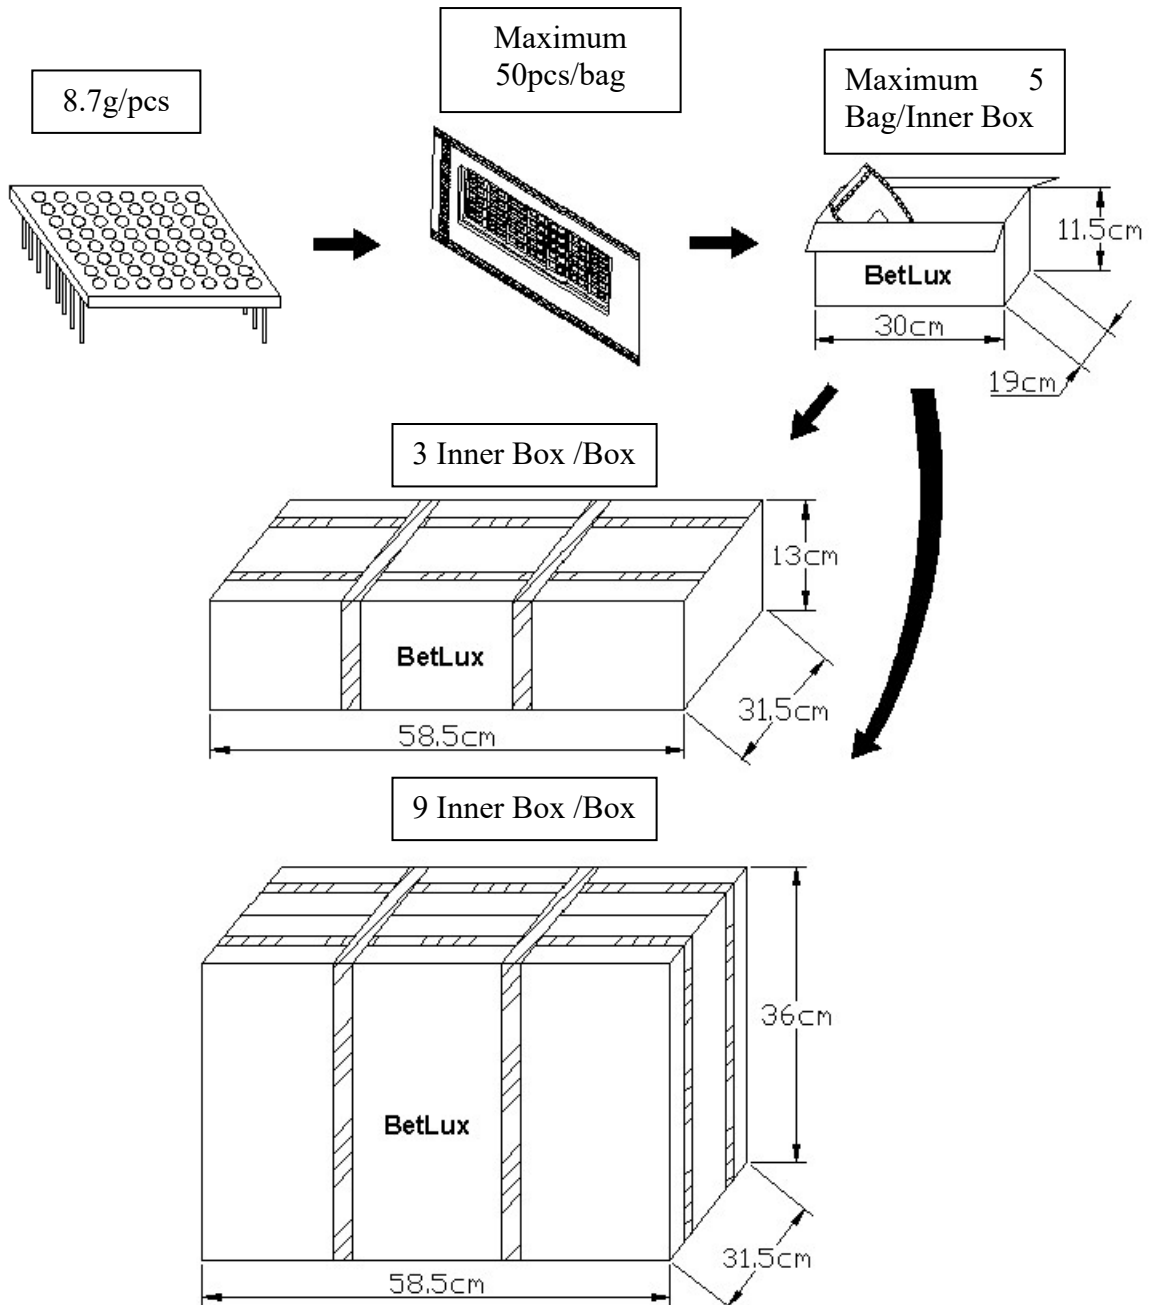 Maximum
50pcs/bag
8.7g/pcs
Maximum 5
Bag/Inner Box
11.5cm
BetLux
30cm
19cm
3 Inner Box /Box
13cm
BetLux
31.5cm
58.5cm
9 Inner Box /Box
36cm
BetLux
31.5cm
58.5cm